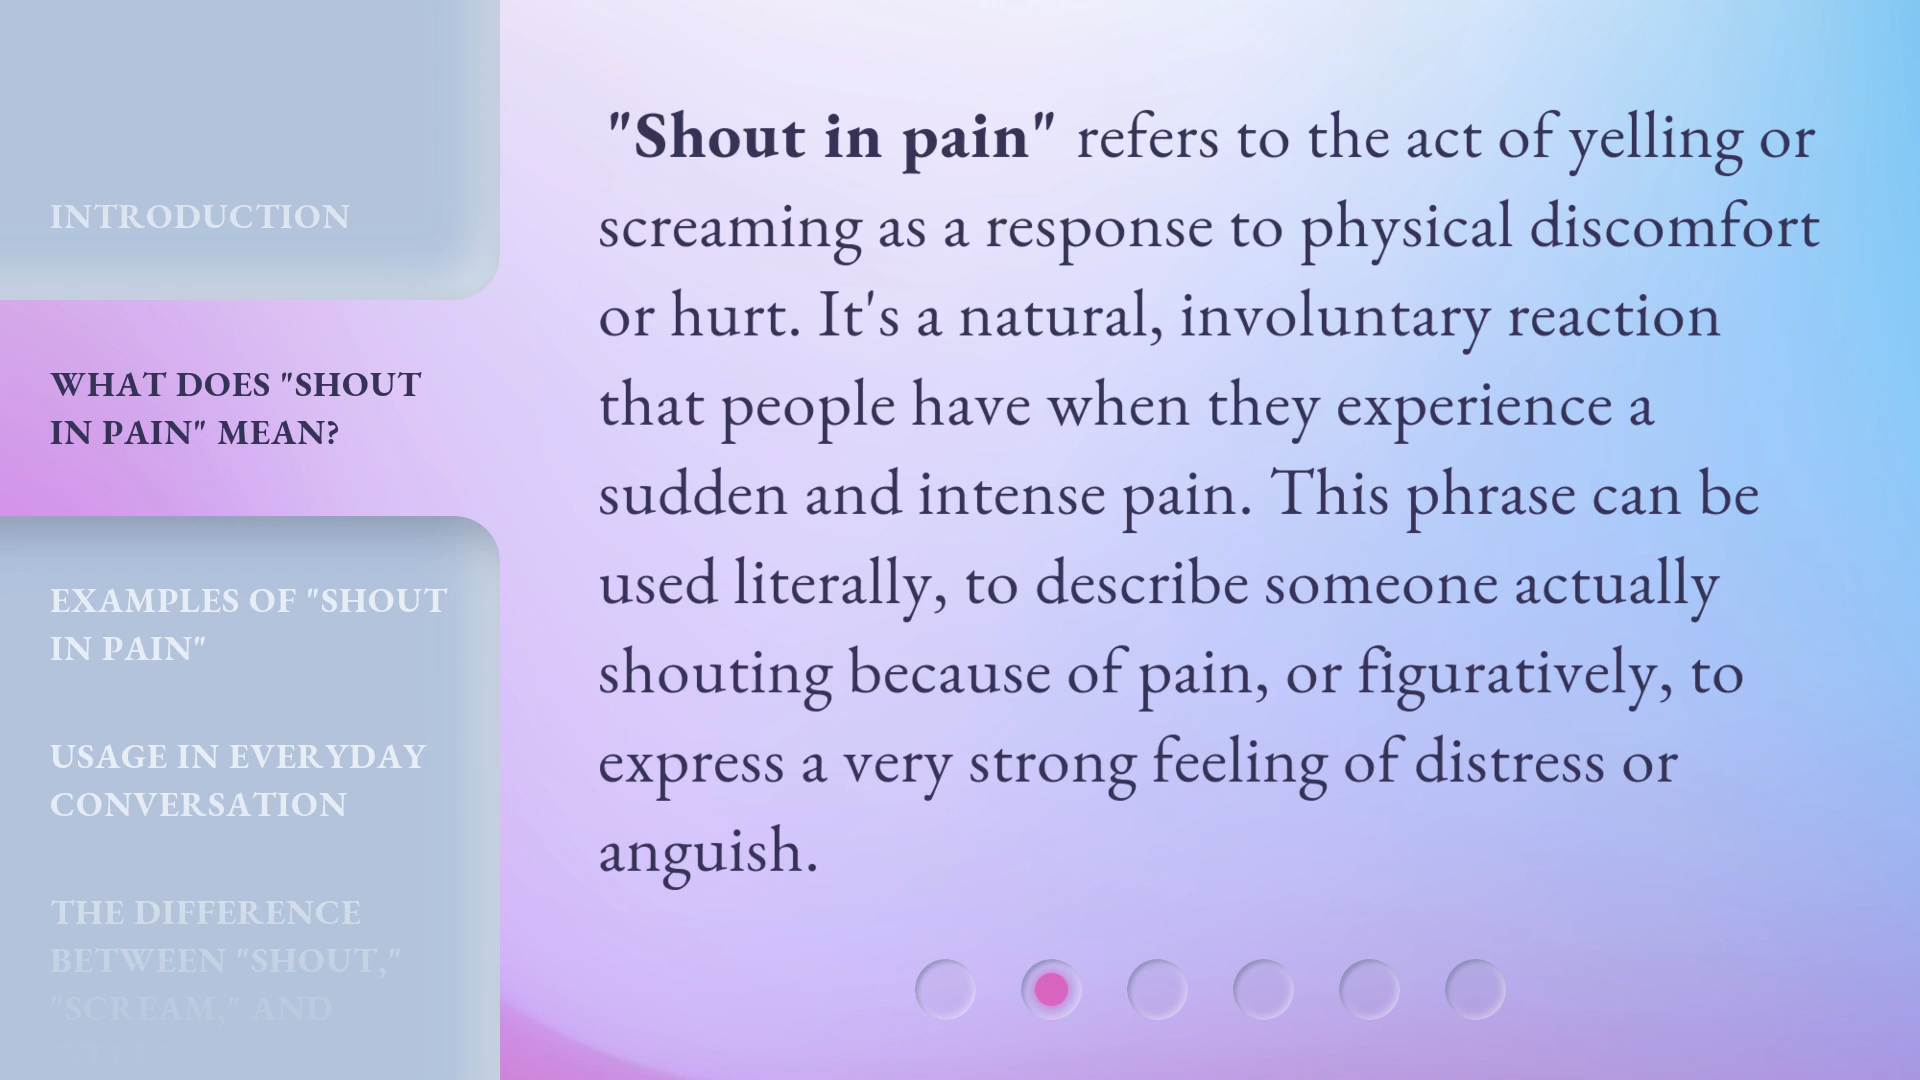 INTRODUCTION
WHAT DOES "SHOUT
IN PAIN" MEAN?
EXAMPLES OF "SHOUT
IN PAIN"
USAGE IN EVERYDAY
CONVERSATION
THE DIFFERENCE
BETWEEN "SHOUT,"
"SCREAM," AND
"Shout in pain" refers to the act of yelling or
screaming as a response to physical discomfort
or hurt. It's a natural, involuntary reaction
that people have when they experience a
sudden and intense pain. This phrase can be
used literally, to describe someone actually
shouting because of pain, or figuratively, to
express a very strong feeling of distress or
anguish.